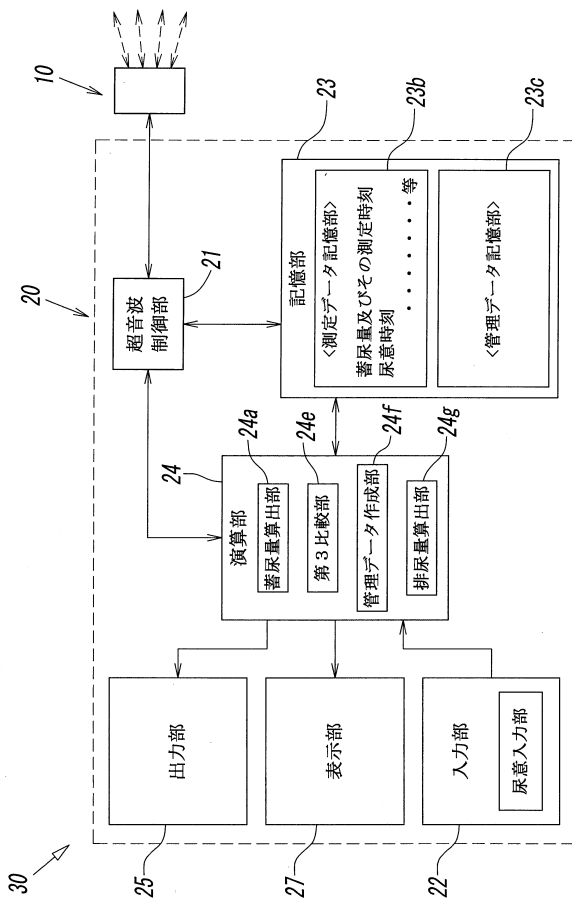 30
20
10
超音波
制御部
21
出力部
25
表示部
27
入力部
尿意入力部
22
24
演算部
蓄尿量算出部
24a
第3比較部
24e
管理データ作成部
24f
排尿量算出部
24g
記憶部
23
<測定データ記憶部>
蓄尿量及びその測定時刻
尿意時刻
・・・・・・・・等
23b
<管理データ記憶部>
23c